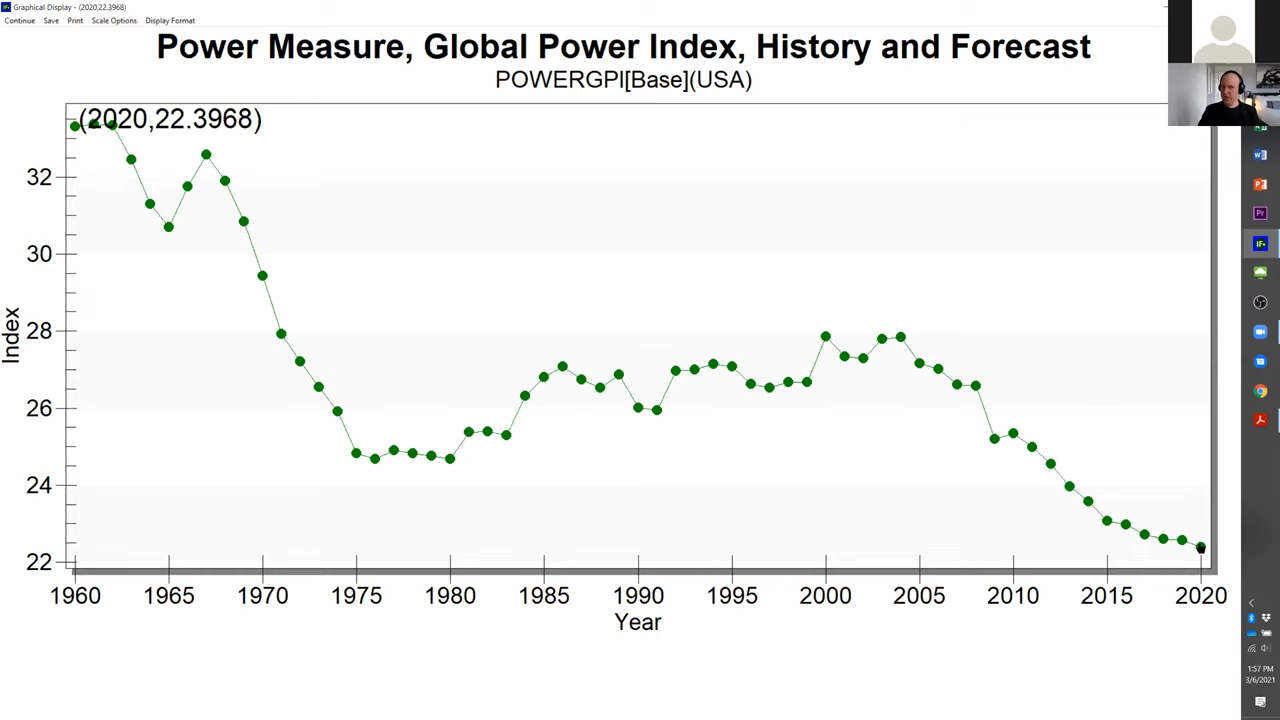 Graphical Display - (2020,22.3968)
Continue Save Print Scale Options Display Format
Power Measure, Global Power Index, History and Forecast
POWERGPI[Base](USA)
(2020,22.3968)
32
30
28
26
24
22
Index
1960 1965 1970 1975 1980 1985 1990 1995 2000 2005 2010 2015 2020
Year
Pr
IFs
1:57 PM
3/6/2021